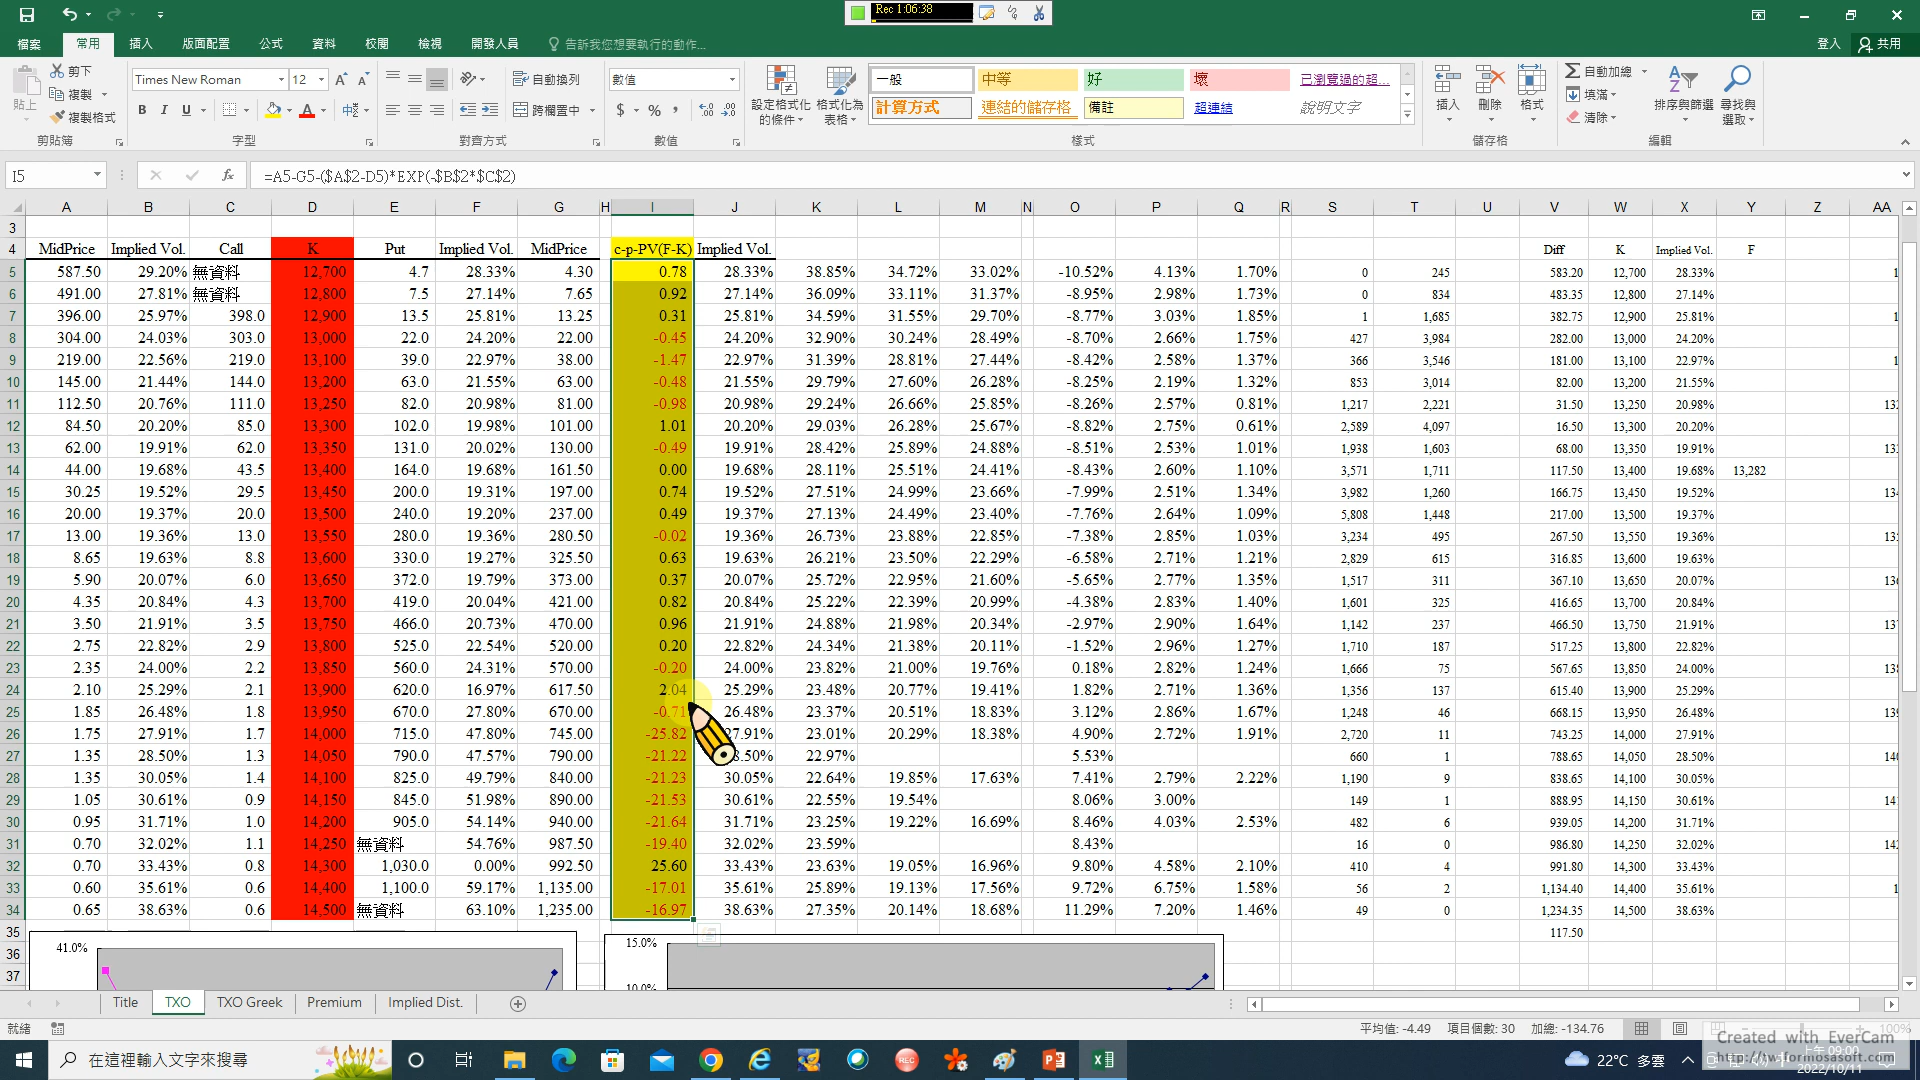 Rec 1:06:38
檔案 常用 插入 版面配置 公式 資料 校閱 檢視 開發人員 告訴我您想要執行的動作... 登入 共用
貼上 剪下 複製 複製格式 剪貼簿
Times New Roman 12 B I U A 字型
自動換列 跨欄置中 對齊方式
數值 $ % 數值
設定格式化的條件 格式化為表格 一般 中等 好 壞 已瀏覽過的超...
計算方式 連結的儲存格 備註 超連結 說明文字 樣式
插入 刪除 格式 儲存格
自動加總 填滿 清除 排序與篩選 尋找與選取 編輯
I5 fx =A5-G5-($A$2-D5)*EXP(-$B$2*$C$2)
A B C D E F G H I J K L M N O P Q R S T U V W X Y Z AA
3
4 MidPrice Implied Vol. Call K Put Implied Vol. MidPrice c-p-PV(F-K) Implied Vol. Diff K Implied Vol. F
5 587.50 29.20% 無資料 12,700 4.7 28.33% 4.30 0.78 28.33% 38.85% 34.72% 33.02% -10.52% 4.13% 1.70% 0 245 583.20 12,700 28.33% 1
6 491.00 27.81% 無資料 12,800 7.5 27.14% 7.65 0.92 27.14% 36.09% 33.11% 31.37% -8.95% 2.98% 1.73% 0 834 483.35 12,800 27.14%
7 396.00 25.97% 398.0 12,900 13.5 25.81% 13.25 0.31 25.81% 34.59% 31.55% 29.70% -8.77% 3.03% 1.85% 1 1,685 382.75 12,900 25.81% 1
8 304.00 24.03% 303.0 13,000 22.0 24.20% 22.00 -0.45 24.20% 32.90% 30.24% 28.49% -8.70% 2.66% 1.75% 427 3,984 282.00 13,000 24.20%
9 219.00 22.56% 219.0 13,100 39.0 22.97% 38.00 -1.47 22.97% 31.39% 28.81% 27.44% -8.42% 2.58% 1.37% 366 3,546 181.00 13,100 22.97% 1
10 145.00 21.44% 144.0 13,200 63.0 21.55% 63.00 -0.48 21.55% 29.79% 27.60% 26.28% -8.25% 2.19% 1.32% 853 3,014 82.00 13,200 21.55%
11 112.50 20.76% 111.0 13,250 82.0 20.98% 81.00 -0.98 20.98% 29.24% 26.66% 25.85% -8.26% 2.57% 0.81% 1,217 2,221 31.50 13,250 20.98% 132
12 84.50 20.20% 85.0 13,300 102.0 19.98% 101.00 1.01 20.20% 29.03% 26.28% 25.67% -8.82% 2.75% 0.61% 2,589 4,097 16.50 13,300 20.20%
13 62.00 19.91% 62.0 13,350 131.0 20.02% 130.00 -0.49 19.91% 28.42% 25.89% 24.88% -8.51% 2.53% 1.01% 1,938 1,603 68.00 13,350 19.91% 133
14 44.00 19.68% 43.5 13,400 164.0 19.68% 161.50 0.00 19.68% 28.11% 25.51% 24.41% -8.43% 2.60% 1.10% 3,571 1,711 117.50 13,400 19.68% 13,282
15 30.25 19.52% 29.5 13,450 200.0 19.31% 197.00 0.74 19.52% 27.51% 24.99% 23.66% -7.99% 2.51% 1.34% 3,982 1,260 166.75 13,450 19.52% 134
16 20.00 19.37% 20.0 13,500 240.0 19.20% 237.00 0.49 19.37% 27.13% 24.49% 23.40% -7.76% 2.64% 1.09% 5,808 1,448 217.00 13,500 19.37%
17 13.00 19.36% 13.0 13,550 280.0 19.36% 280.50 -0.02 19.36% 26.73% 23.88% 22.85% -7.38% 2.85% 1.03% 3,234 495 267.50 13,550 19.36% 135
18 8.65 19.63% 8.8 13,600 330.0 19.27% 325.50 0.63 19.63% 26.21% 23.50% 22.29% -6.58% 2.71% 1.21% 2,829 615 316.85 13,600 19.63%
19 5.90 20.07% 6.0 13,650 372.0 19.79% 373.00 0.37 20.07% 25.72% 22.95% 21.60% -5.65% 2.77% 1.35% 1,517 311 367.10 13,650 20.07% 136
20 4.35 20.84% 4.3 13,700 419.0 20.04% 421.00 0.82 20.84% 25.22% 22.39% 20.99% -4.38% 2.83% 1.40% 1,601 325 416.65 13,700 20.84%
21 3.50 21.91% 3.5 13,750 466.0 20.73% 470.00 0.96 21.91% 24.88% 21.98% 20.34% -2.97% 2.90% 1.64% 1,142 237 466.50 13,750 21.91% 137
22 2.75 22.82% 2.9 13,800 525.0 22.54% 520.00 0.20 22.82% 24.34% 21.38% 20.11% -1.52% 2.96% 1.27% 1,710 187 517.25 13,800 22.82%
23 2.35 24.00% 2.2 13,850 560.0 24.31% 570.00 -0.20 24.00% 23.82% 21.00% 19.76% 0.18% 2.82% 1.24% 1,666 75 567.65 13,850 24.00% 138
24 2.10 25.29% 2.1 13,900 620.0 16.97% 617.50 2.04 25.29% 23.48% 20.77% 19.41% 1.82% 2.71% 1.36% 1,356 137 615.40 13,900 25.29%
25 1.85 26.48% 1.8 13,950 670.0 27.80% 670.00 -0.71 26.48% 23.37% 20.51% 18.83% 3.12% 2.86% 1.67% 1,248 46 668.15 13,950 26.48% 139
26 1.75 27.91% 1.7 14,000 715.0 47.80% 745.00 -25.82 27.91% 23.01% 20.29% 18.38% 4.90% 2.72% 1.91% 2,720 11 743.25 14,000 27.91%
27 1.35 28.50% 1.3 14,050 790.0 47.57% 790.00 -21.22 8.50% 22.97% 5.53% 660 1 788.65 14,050 28.50% 140
28 1.35 30.05% 1.4 14,100 825.0 49.79% 840.00 -21.23 30.05% 22.64% 19.85% 17.63% 7.41% 2.79% 2.22% 1,190 9 838.65 14,100 30.05%
29 1.05 30.61% 0.9 14,150 845.0 51.98% 890.00 -21.53 30.61% 22.55% 19.54% 8.06% 3.00% 149 1 888.95 14,150 30.61% 141
30 0.95 31.71% 1.0 14,200 905.0 54.14% 940.00 -21.64 31.71% 23.25% 19.22% 16.69% 8.46% 4.03% 2.53% 482 6 939.05 14,200 31.71%
31 0.70 32.02% 1.1 14,250 無資料 54.76% 987.50 -19.40 32.02% 23.59% 8.43% 16 0 986.80 14,250 32.02% 142
32 0.70 33.43% 0.8 14,300 1,030.0 0.00% 992.50 25.60 33.43% 23.63% 19.05% 16.96% 9.80% 4.58% 2.10% 410 4 991.80 14,300 33.43%
33 0.60 35.61% 0.6 14,400 1,100.0 59.17% 1,135.00 -17.01 35.61% 25.89% 19.13% 17.56% 9.72% 6.75% 1.58% 56 2 1,134.40 14,400 35.61% 1
34 0.65 38.63% 0.6 14,500 無資料 63.10% 1,235.00 -16.97 38.63% 27.35% 20.14% 18.68% 11.29% 7.20% 1.46% 49 0 1,234.35 14,500 38.63%
35 117.50
36 41.0% 15.0%
37 10.0%
Title TXO TXO Greek Premium Implied Dist.
就緒 平均值: -4.49 項目個數: 30 加總: -134.76 100%
在這裡輸入文字來搜尋 22°C 多雲 上午 09:00
2022/10/11
Created with EverCam
http://tw.formosasoft.com